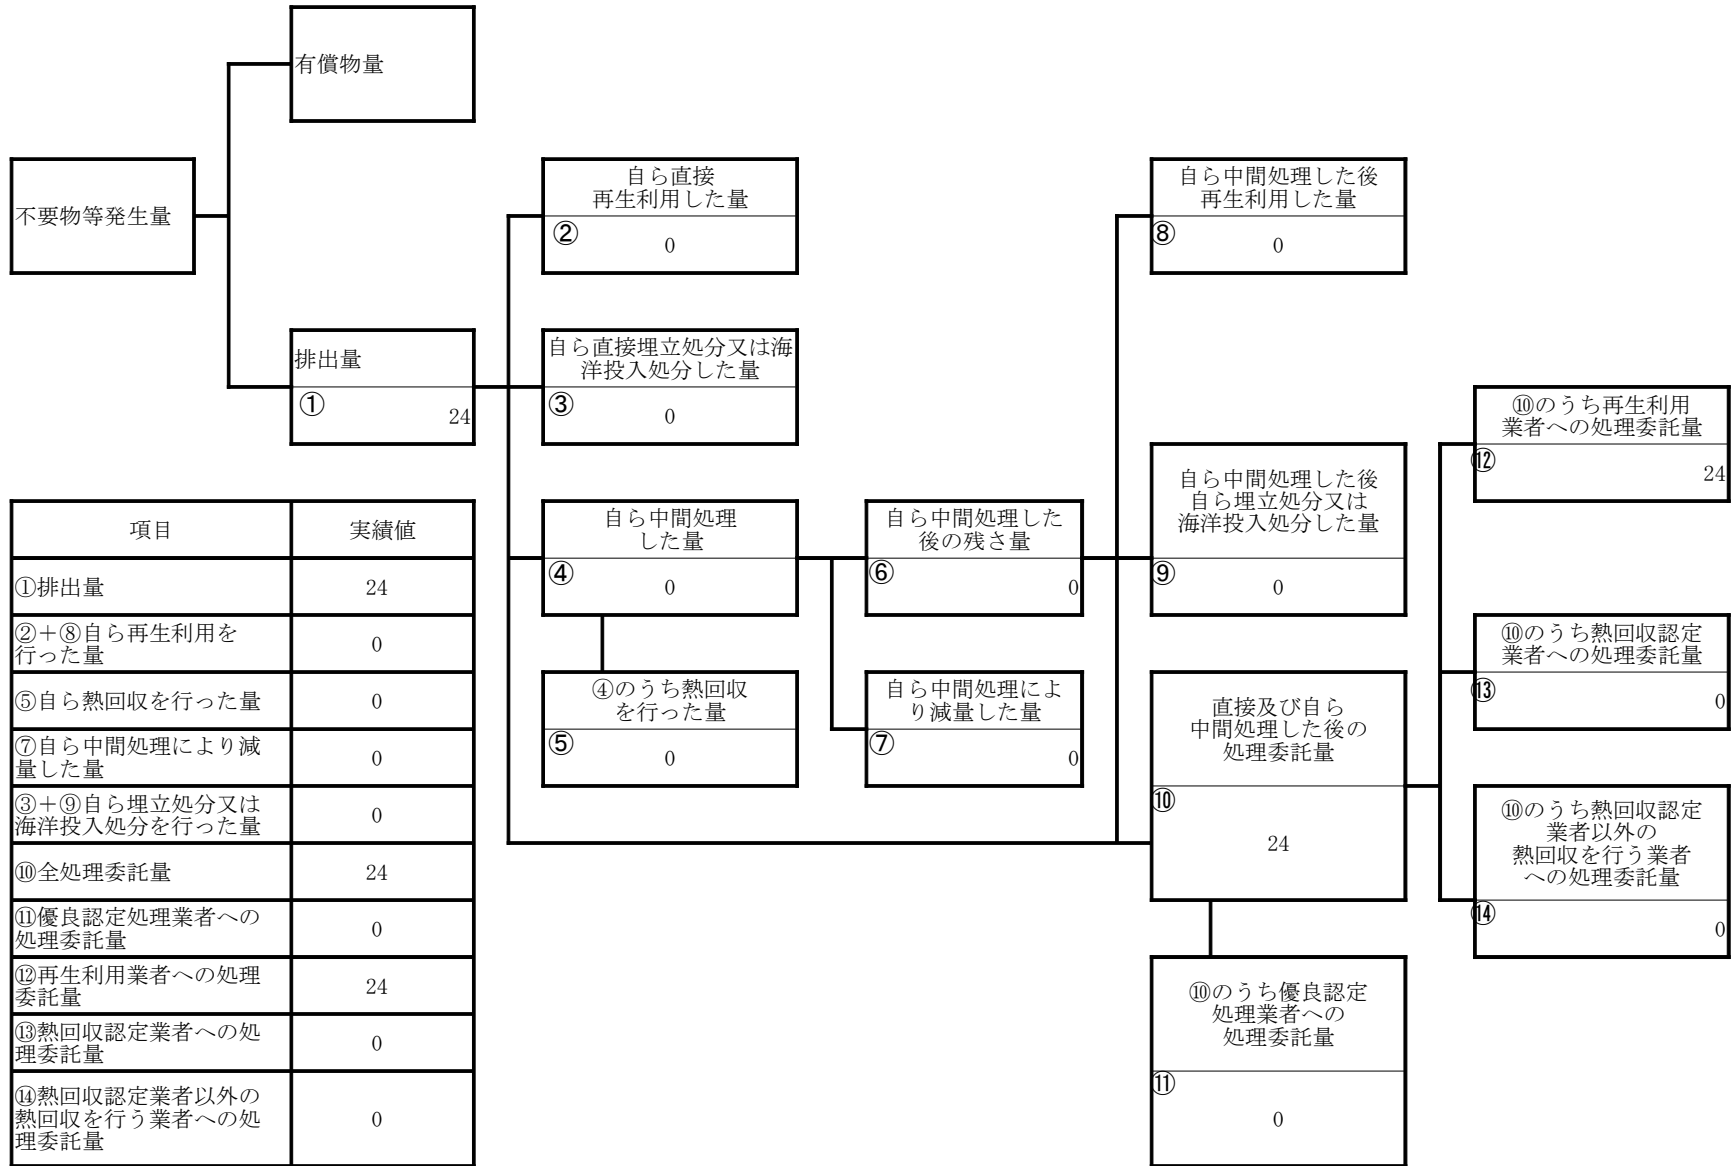 有償物量
不要物等発生量
排出量
①
24
自ら直接
再生利用した量
②
0
自ら直接埋立処分又は海
洋投入処分した量
③
0
自ら中間処理
した量
④
0
④のうち熱回収
を行った量
⑤
0
自ら中間処理した
後の残さ量
⑥
0
自ら中間処理によ
り減量した量
⑦
0
自ら中間処理した後
再生利用した量
⑧
0
自ら中間処理した後
自ら埋立処分又は
海洋投入処分した量
⑨
0
直接及び自ら
中間処理した後の
処理委託量
⑩
24
⑩のうち優良認定
処理業者への
処理委託量
⑪
0
⑩のうち再生利用
業者への処理委託量
⑫
24
⑩のうち熱回収認定
業者への処理委託量
⑬
0
⑩のうち熱回収認定
業者以外の
熱回収を行う業者
への処理委託量
⑭
0
項目 実績値
①排出量 24
②＋⑧自ら再生利用を
行った量 0
⑤自ら熱回収を行った量 0
⑦自ら中間処理により減
量した量 0
③＋⑨自ら埋立処分又は
海洋投入処分を行った量 0
⑩全処理委託量 24
⑪優良認定処理業者への
処理委託量 0
⑫再生利用業者への処理
委託量 24
⑬熱回収認定業者への処
理委託量 0
⑭熱回収認定業者以外の
熱回収を行う業者への処
理委託量 0